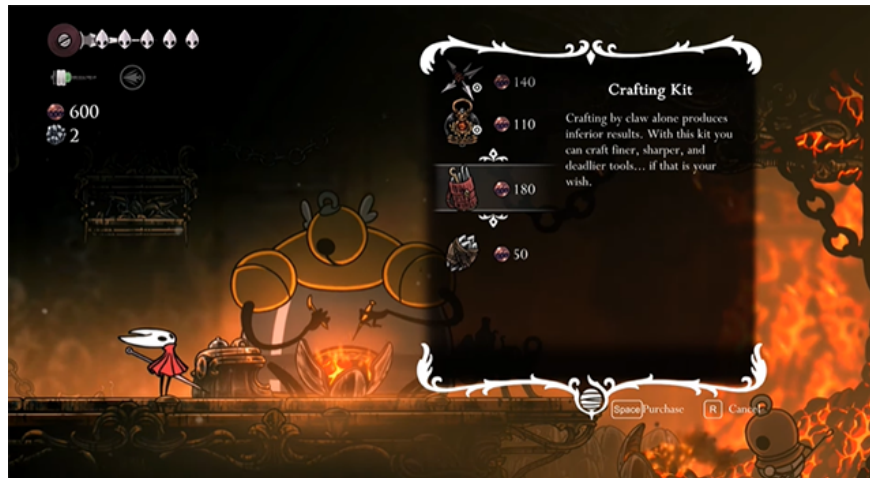 600
2
140
110
180
50
Crafting Kit
Crafting by claw alone produces
inferior results. With this kit you
can craft finer, sharper, and
deadlier tools... if that is your
wish.
Space Purchase
R Cancel